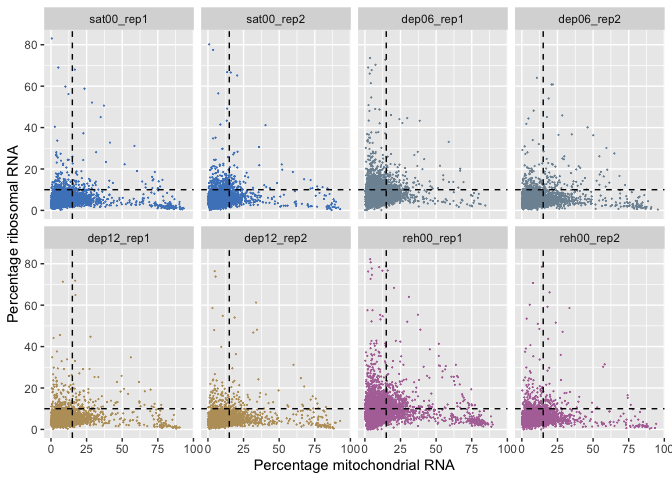 sat00_rep1 sat00_rep2 dep06_rep1 dep06_rep2
80
60
40
20
0
dep12_rep1 dep12_rep2 reh00_rep1 reh00_rep2
80
60
40
20
0
0 25 50 75 100 0 25 50 75 100 0 25 50 75 100 0 25 50 75 100
Percentage mitochondrial RNA
Percentage ribosomal RNA